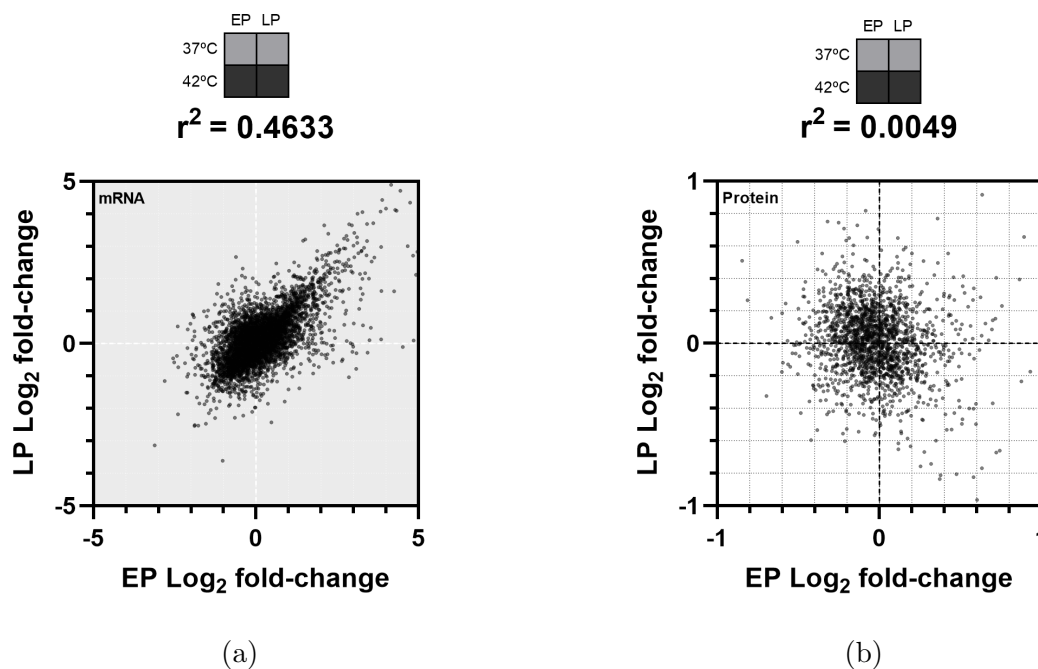 EP LP
37ºC
42ºC
r² = 0.4633
5
mRNA
0
-5
-5 0 5
LP Log₂ fold-change
EP Log₂ fold-change
(a)
EP LP
37ºC
42ºC
r² = 0.0049
1
Protein
0
-1
-1 0
LP Log₂ fold-change
EP Log₂ fold-change
(b)